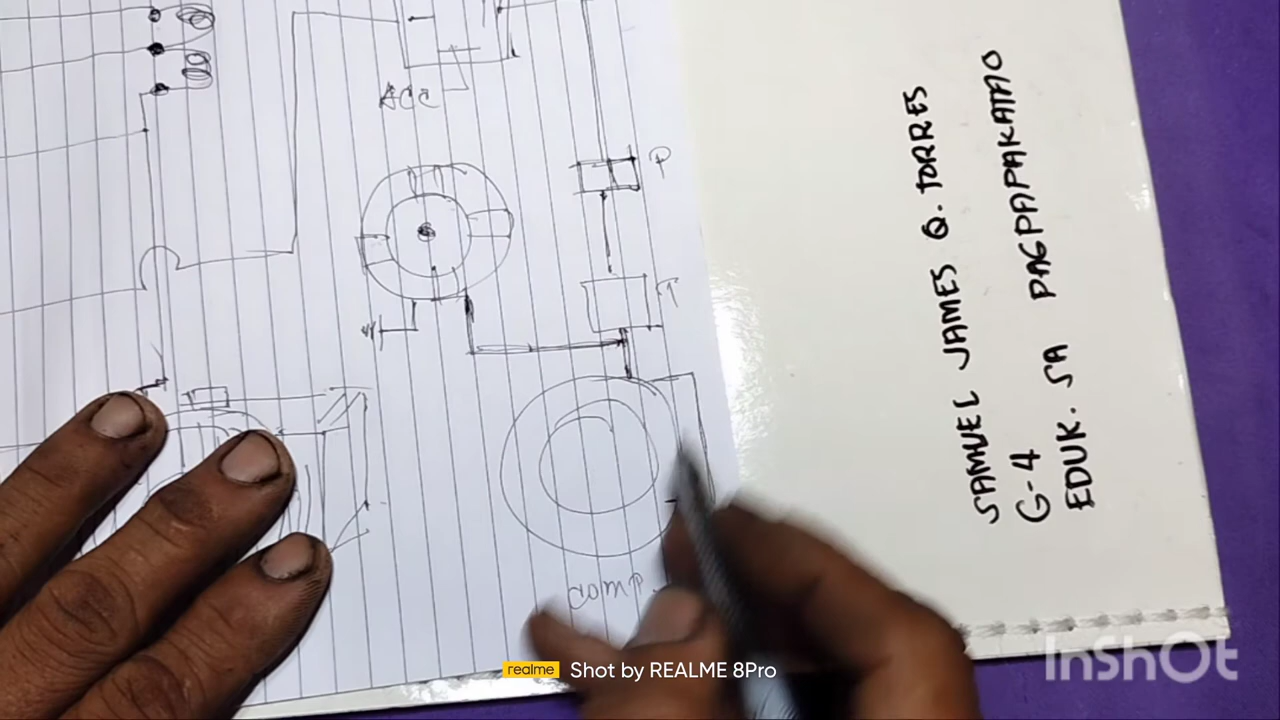 ACC
P
T
COMP.
SAMUEL JAMES Q. TORRES
G-4
EDUK. SA PAGPAPAKATAO
realme Shot by REALME 8Pro
InShOt